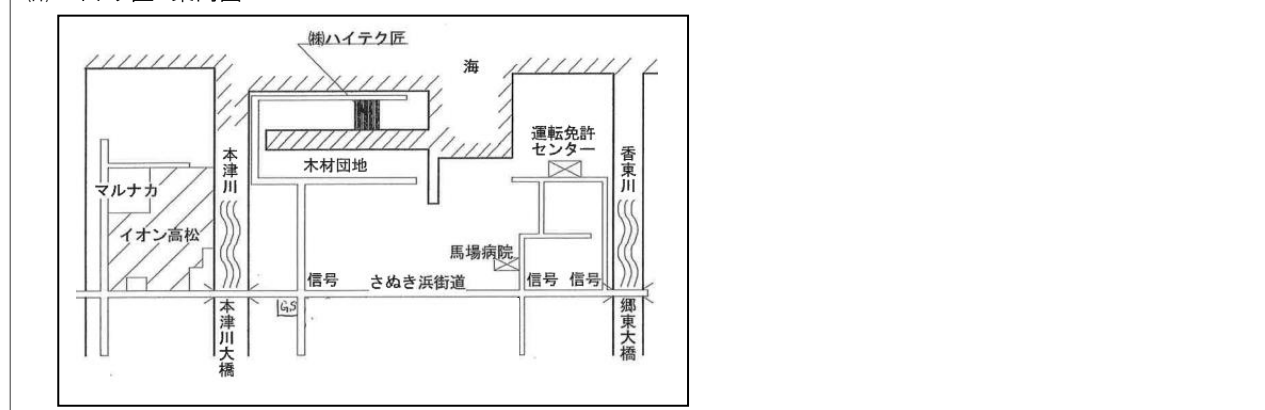 ㈱ハイテク匠
海
運転免許
センター
本津川
香東川
木材団地
マルナカ
イオン高松
馬場病院
信号
さぬき浜街道
信号
信号
GS
本津川大橋
郷東大橋